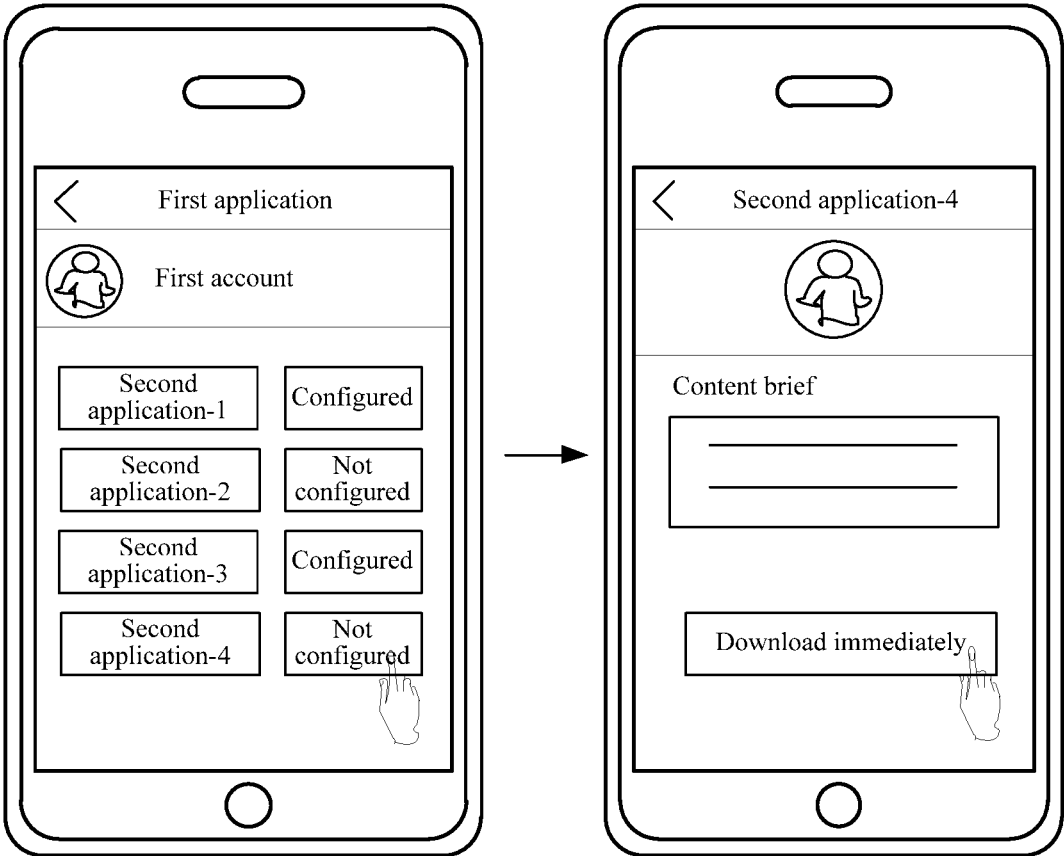 First application
First account
Second
application-1
Configured
Second
application-2
Not
configured
Second
application-3
Configured
Second
application-4
Not
configured
Second application-4
Content brief
Download immediately